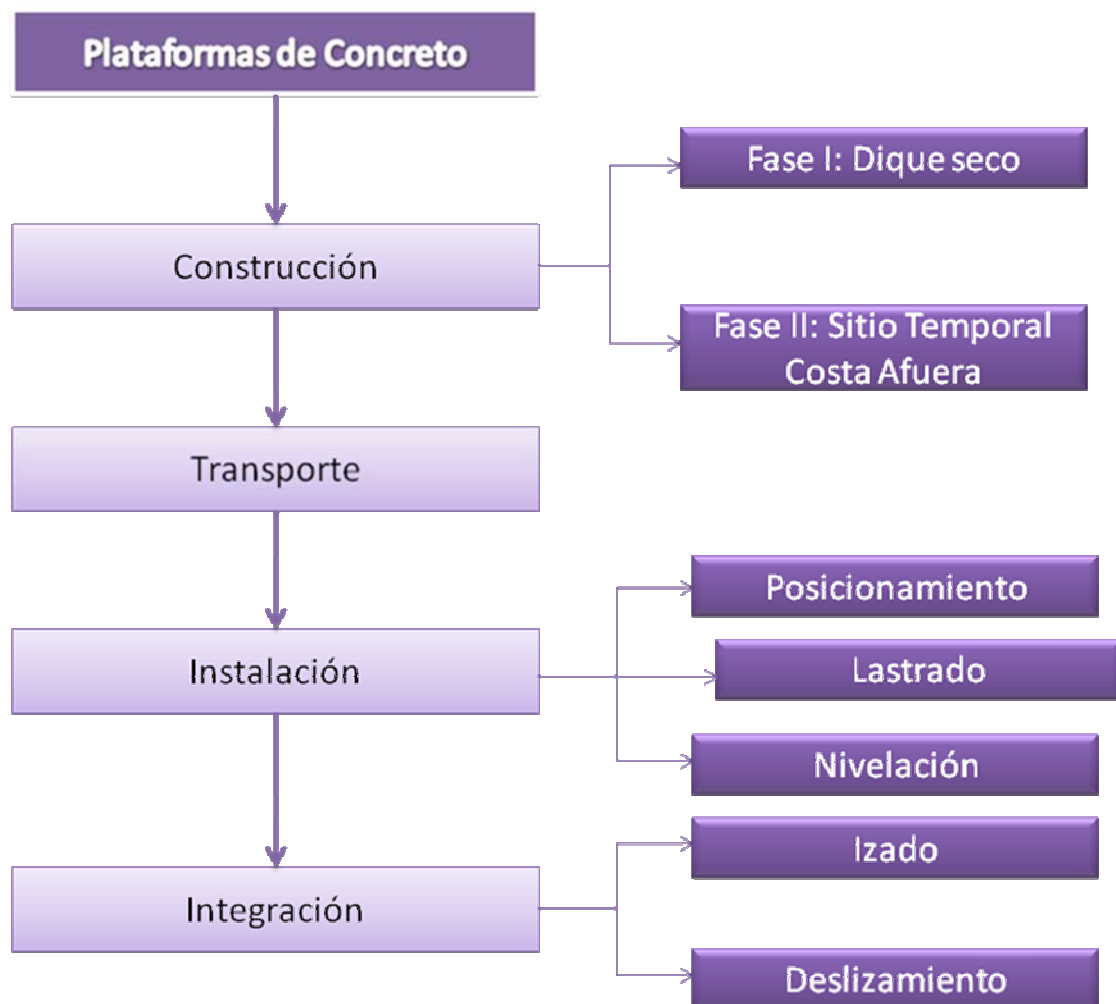 Plataformas de Concreto
Construcción
Fase I: Dique seco
Fase II: Sitio Temporal
Costa Afuera
Transporte
Instalación
Posicionamiento
Lastrado
Nivelación
Integración
Izado
Deslizamiento